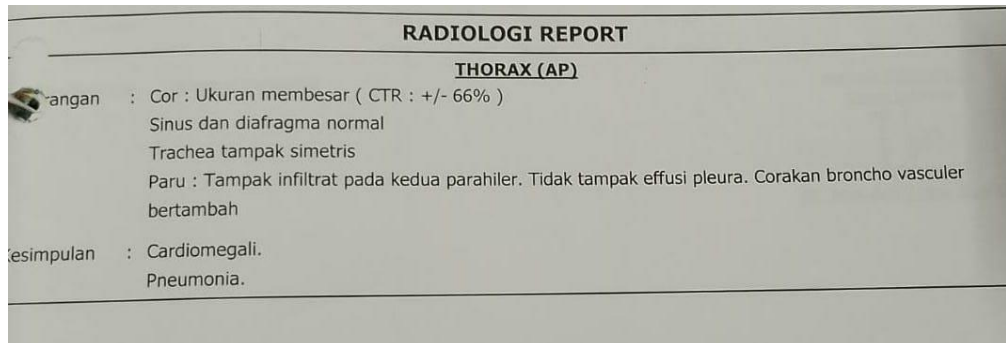 RADIOLOGI REPORT
THORAX (AP)
rangan : Cor : Ukuran membesar ( CTR : +/- 66% )
Sinus dan diafragma normal
Trachea tampak simetris
Paru : Tampak infiltrat pada kedua parahiler. Tidak tampak effusi pleura. Corakan broncho vasculer
bertambah
esimpulan : Cardiomegali.
Pneumonia.